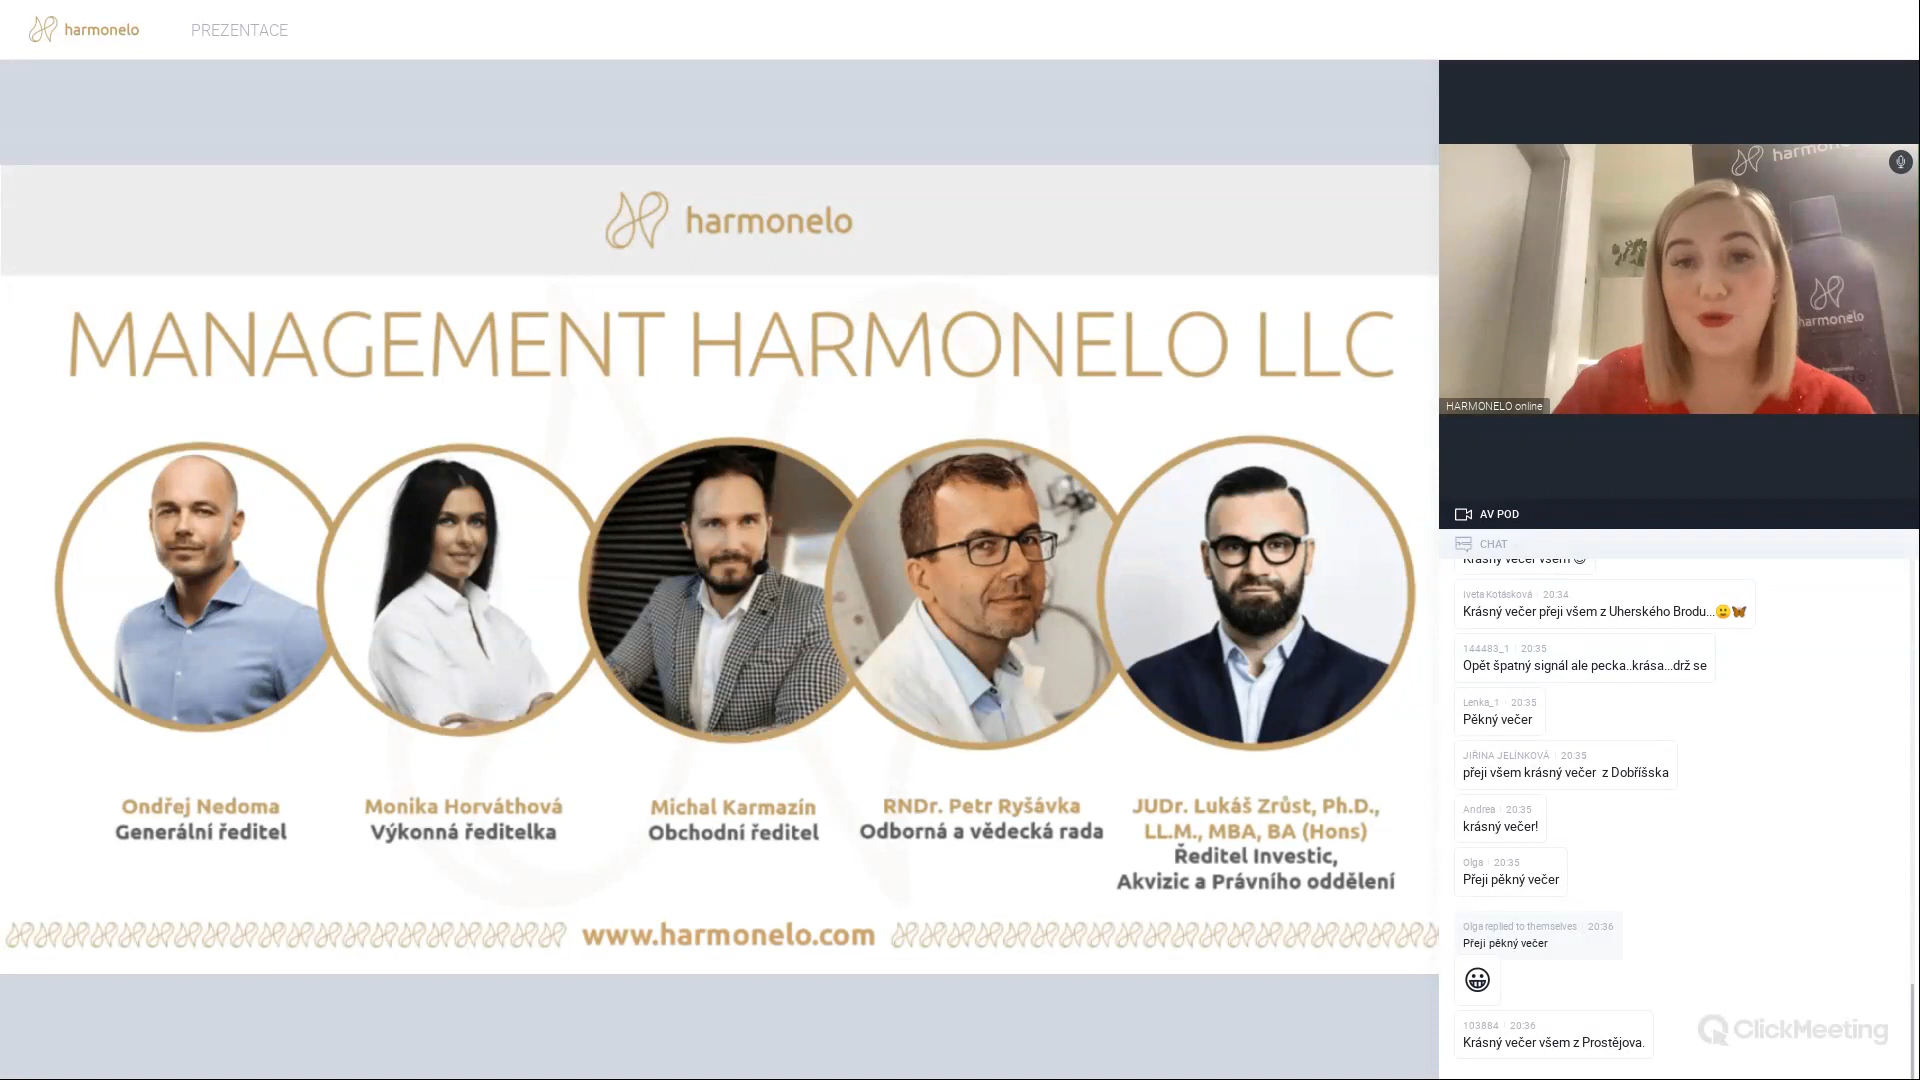 harmonelo
PREZENTACE
harmonelo
MANAGEMENT HARMONELO LLC
Ondřej Nedoma
Generální ředitel
Monika Horváthová
Výkonná ředitelka
Michal Karmazín
Obchodní ředitel
RNDr. Petr Ryšávka
Odborná a vědecká rada
JUDr. Lukáš Zrůst, Ph.D.,
LL.M., MBA, BA (Hons)
Ředitel Investic,
Akvizic a Právního oddělení
www.harmonelo.com
harmonelo
harmonelo
HARMONELO online
AV POD
CHAT
Krásný večer všem
Iveta Kotásková 20:34
Krásný večer přeji všem z Uherského Brodu...🙂🦋
144483_1 20:35
Opět špatný signál ale pecka..krása...drž se
Lenka_1 20:35
Pěkný večer
JIŘINA JELÍNKOVÁ 20:35
přeji všem krásný večer z Dobříšska
Andrea 20:35
krásný večer!
Olga 20:35
Přeji pěkný večer
Olga replied to themselves 20:36
Přeji pěkný večer
😀
103884 20:36
Krásný večer všem z Prostějova.
ClickMeeting